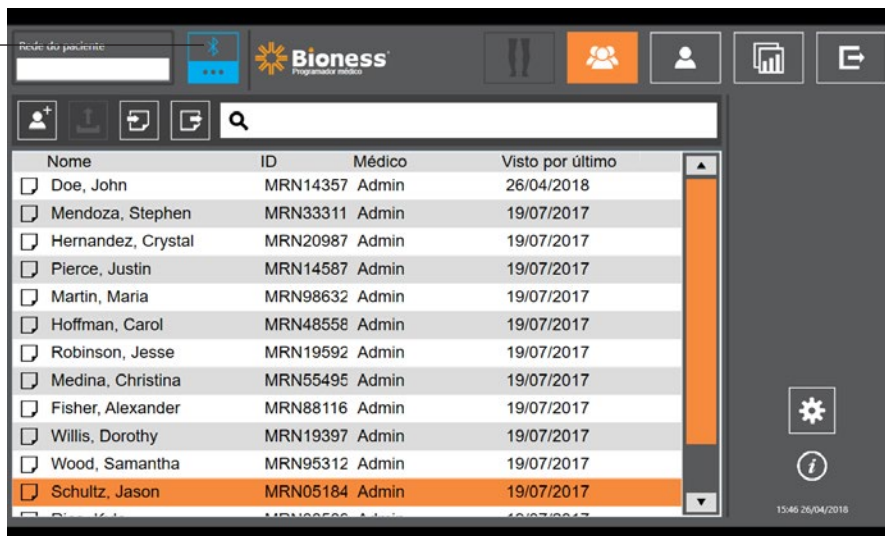 Rede do paciente
Bioness
Programador médico
Nome ID Médico Visto por último
Doe, John MRN14357 Admin 26/04/2018
Mendoza, Stephen MRN33311 Admin 19/07/2017
Hernandez, Crystal MRN20987 Admin 19/07/2017
Pierce, Justin MRN14587 Admin 19/07/2017
Martin, Maria MRN98632 Admin 19/07/2017
Hoffman, Carol MRN48558 Admin 19/07/2017
Robinson, Jesse MRN19592 Admin 19/07/2017
Medina, Christina MRN55495 Admin 19/07/2017
Fisher, Alexander MRN88116 Admin 19/07/2017
Willis, Dorothy MRN19397 Admin 19/07/2017
Wood, Samantha MRN95312 Admin 19/07/2017
Schultz, Jason MRN05184 Admin 19/07/2017
15:46 26/04/2018